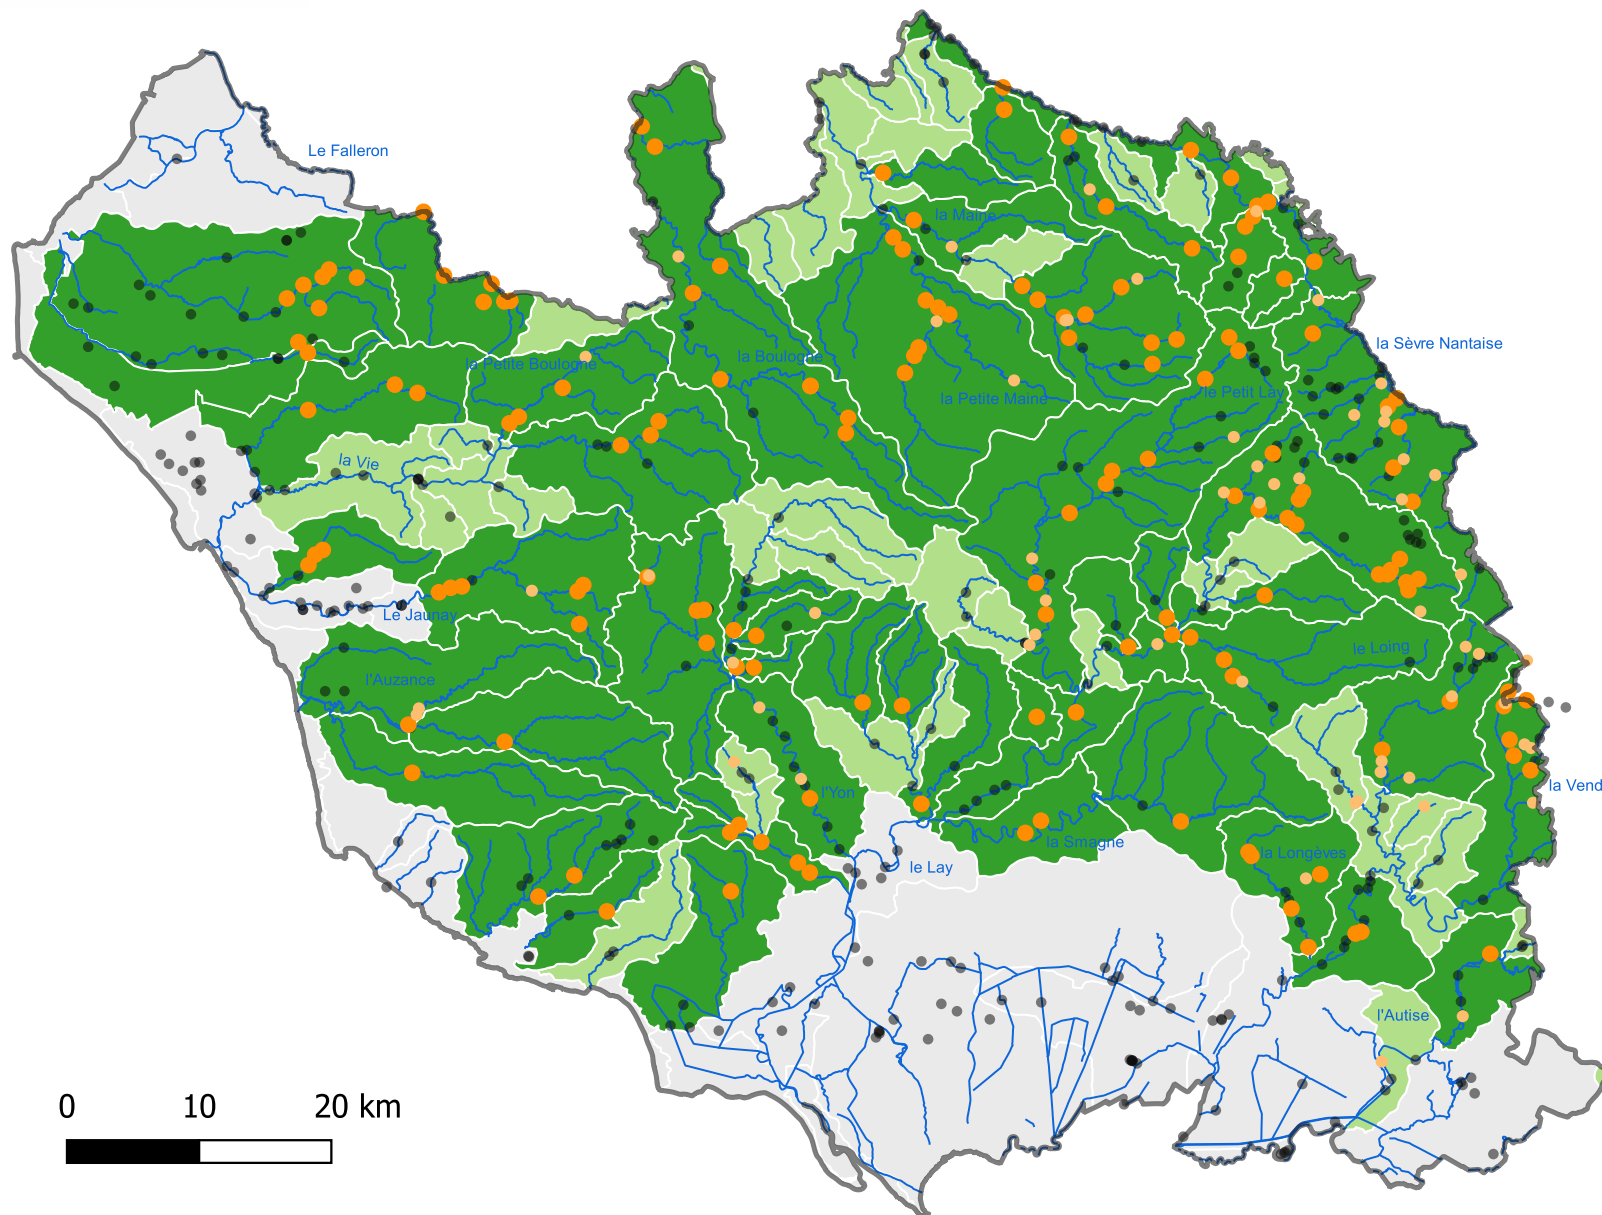 Le Falleron
la Maine
la Sèvre Nantaise
la Boulogne
la Petite Boulogne
le Petit Lay
la Petite Maine
la Vie
Le Jaunay
le Loing
l'Auzance
l'Yon
la Vend
la Smagne
la Longèves
le Lay
l'Autise
0 10 20 km